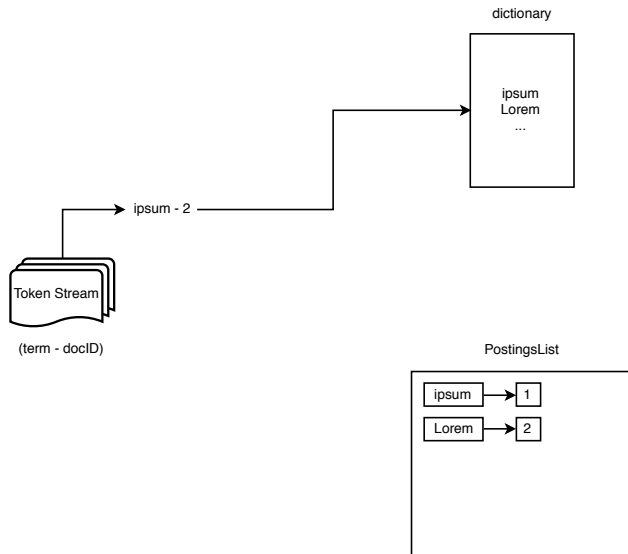 dictionary
ipsum
Lorem
...
ipsum - 2
Token Stream
(term - docID)
PostingsList
ipsum
1
Lorem
2